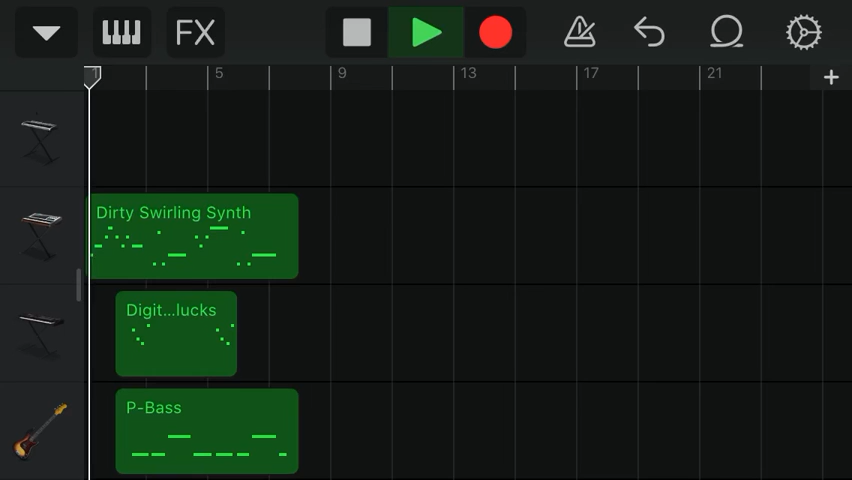 FX
1 5 9 13 17 21 +
Dirty Swirling Synth
Digit...lucks
P-Bass